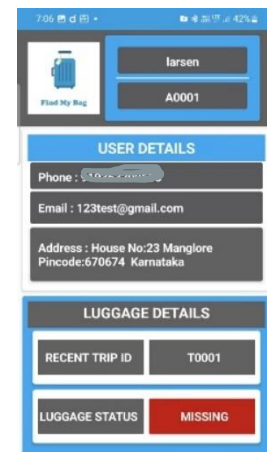 7:06
42%
Find My Bag
larsen
A0001
USER DETAILS
Phone :
Email : 123test@gmail.com
Address : House No:23 Manglore
Pincode:670674 Karnataka
LUGGAGE DETAILS
RECENT TRIP ID
T0001
LUGGAGE STATUS
MISSING